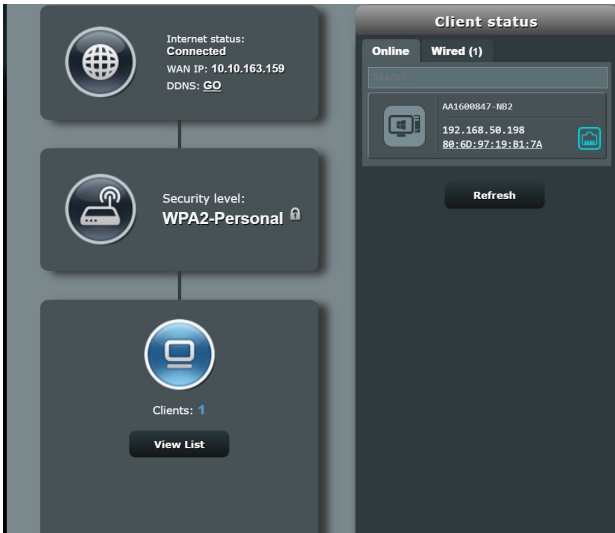 Internet status:
Connected
WAN IP: 10.10.163.159
DDNS: GO
Security level:
WPA2-Personal
Clients: 1
View List
Client status
Online
Wired (1)
Search
AA1600847-NB2
192.168.50.198
80:6D:97:19:B1:7A
Refresh